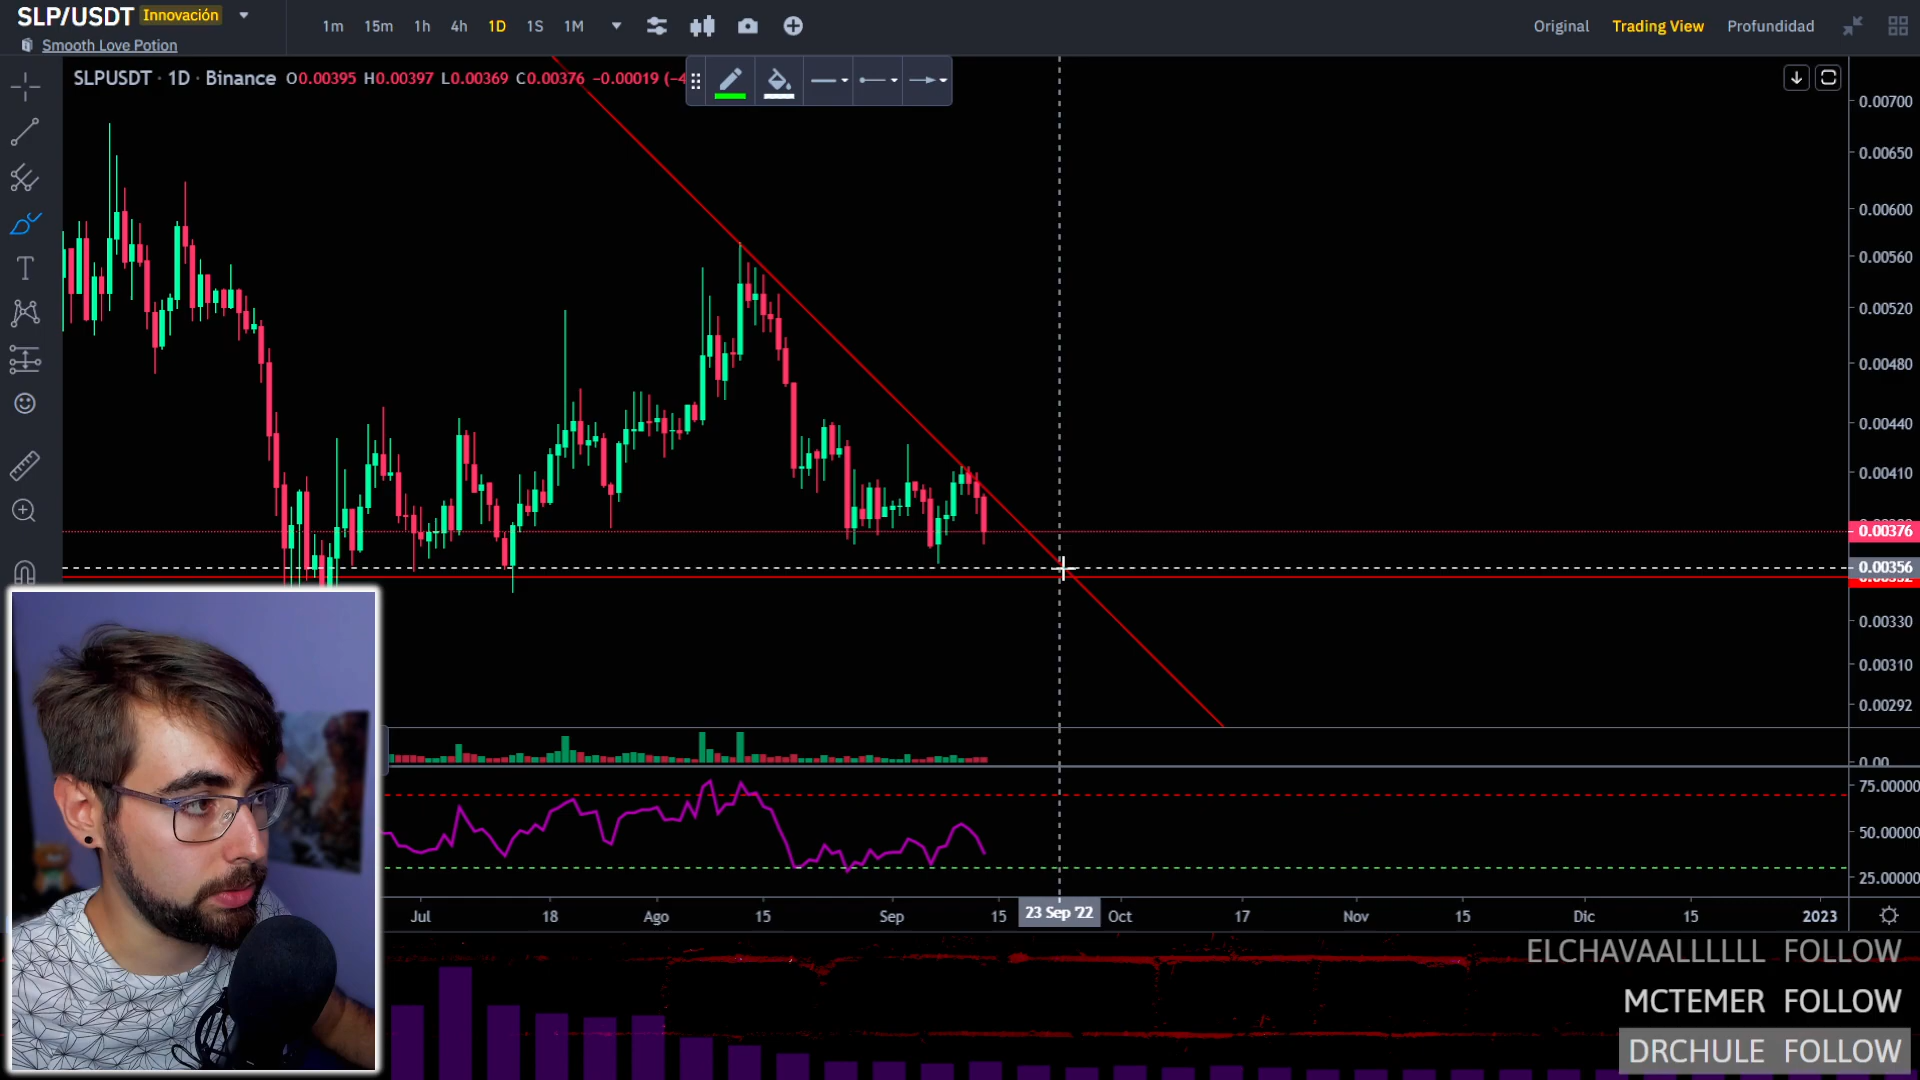 SLP/USDT Innovación
Smooth Love Potion
1m 15m 1h 4h 1D 1S 1M
Original Trading View Profundidad
SLPUSDT · 1D · Binance O0.00395 H0.00397 L0.00369 C0.00376 −0.00019 (−4
0.00700
0.00650
0.00600
0.00560
0.00520
0.00480
0.00440
0.00410
0.00376
0.00356
0.00330
0.00310
0.00292
0.00
75.00000
50.00000
25.00000
Jul 18 Ago 15 Sep 15 23 Sep '22 Oct 17 Nov 15 Dic 15 2023
ELCHAVAALLLLLL FOLLOW
MCTEMER FOLLOW
DRCHULE FOLLOW